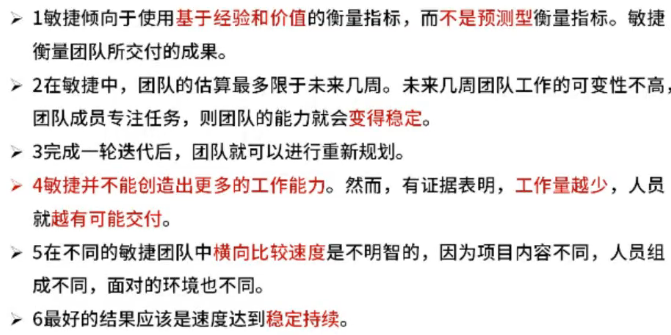 ➢ 1敏捷倾向于使用基于经验和价值的衡量指标，而不是预测型衡量指标。敏捷
衡量团队所交付的成果。
➢ 2在敏捷中，团队的估算最多限于未来几周。未来几周团队工作的可变性不高，
团队成员专注任务，则团队的能力就会变得稳定。
➢ 3完成一轮迭代后，团队就可以进行重新规划。
➢ 4敏捷并不能创造出更多的工作能力。然而，有证据表明，工作量越少，人员
就越有可能交付。
➢ 5在不同的敏捷团队中横向比较速度是不明智的，因为项目内容不同，人员组
成不同，面对的环境也不同。
➢ 6最好的结果应该是速度达到稳定持续。